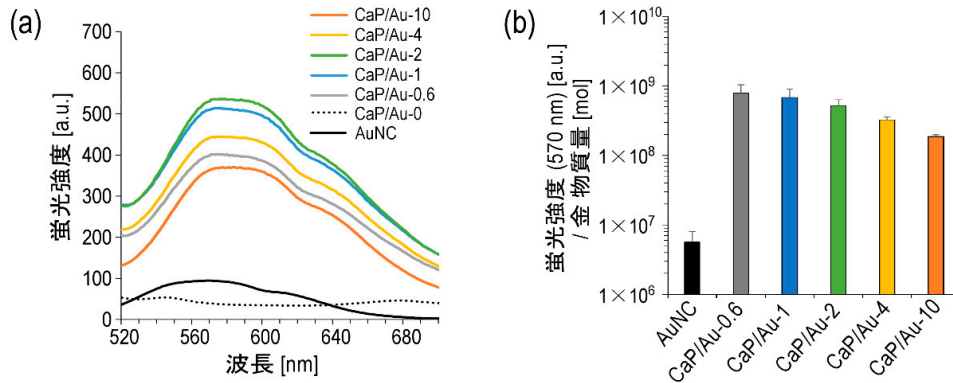 (a)
700
600
500
400
300
200
100
0
蛍光強度 [a.u.]
520
560
600
640
680
波長 [nm]
CaP/Au-10
CaP/Au-4
CaP/Au-2
CaP/Au-1
CaP/Au-0.6
CaP/Au-0
AuNC
(b)
蛍光強度 (570 nm) [a.u.]
/ 金 物質量 [mol]
1×10¹⁰
1×10⁹
1×10⁸
1×10⁷
1×10⁶
AuNC
CaP/Au-0.6
CaP/Au-1
CaP/Au-2
CaP/Au-4
CaP/Au-10